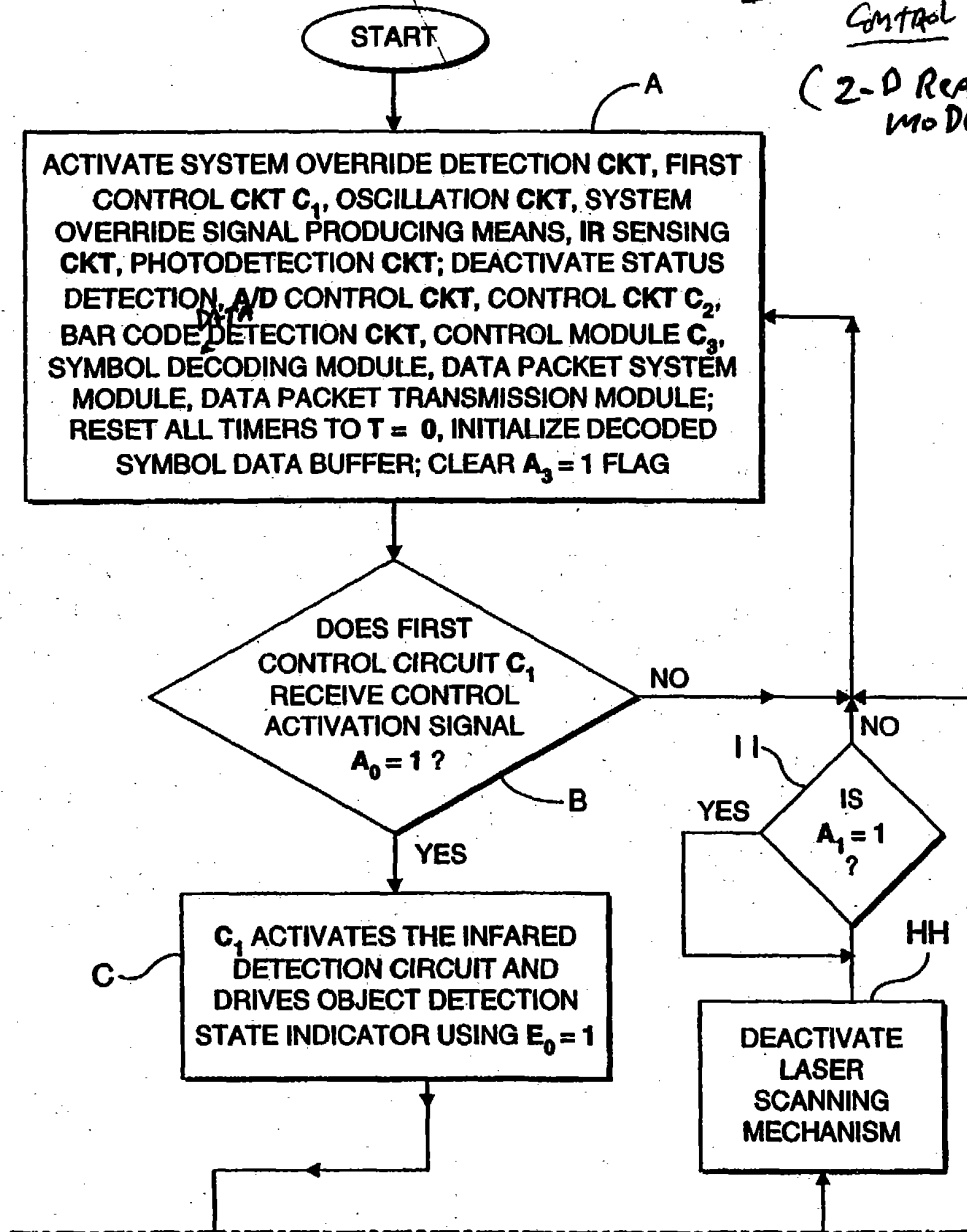 CONTROL
(2-D
START
A
ACTIVATE SYSTEM OVERRIDE DETECTION CKT, FIRST
CONTROL CKT C₁, OSCILLATION CKT, SYSTEM
OVERRIDE SIGNAL PRODUCING MEANS, IR SENSING
CKT, PHOTODETECTION CKT; DEACTIVATE STATUS
DETECTION, A/D CONTROL CKT, CONTROL CKT C₂,
DATA
BAR CODE DETECTION CKT, CONTROL MODULE C₃,
SYMBOL DECODING MODULE, DATA PACKET SYSTEM
MODULE, DATA PACKET TRANSMISSION MODULE;
RESET ALL TIMERS TO T = 0, INITIALIZE DECODED
SYMBOL DATA BUFFER; CLEAR A₃ = 1 FLAG
DOES FIRST
CONTROL CIRCUIT C₁
RECEIVE CONTROL
ACTIVATION SIGNAL
A₀ = 1 ?
NO
B
YES
NO
II
YES
IS
A₁ = 1
?
C
C₁ ACTIVATES THE INFARED
DETECTION CIRCUIT AND
DRIVES OBJECT DETECTION
STATE INDICATOR USING E₀ = 1
HH
DEACTIVATE
LASER
SCANNING
MECHANISM